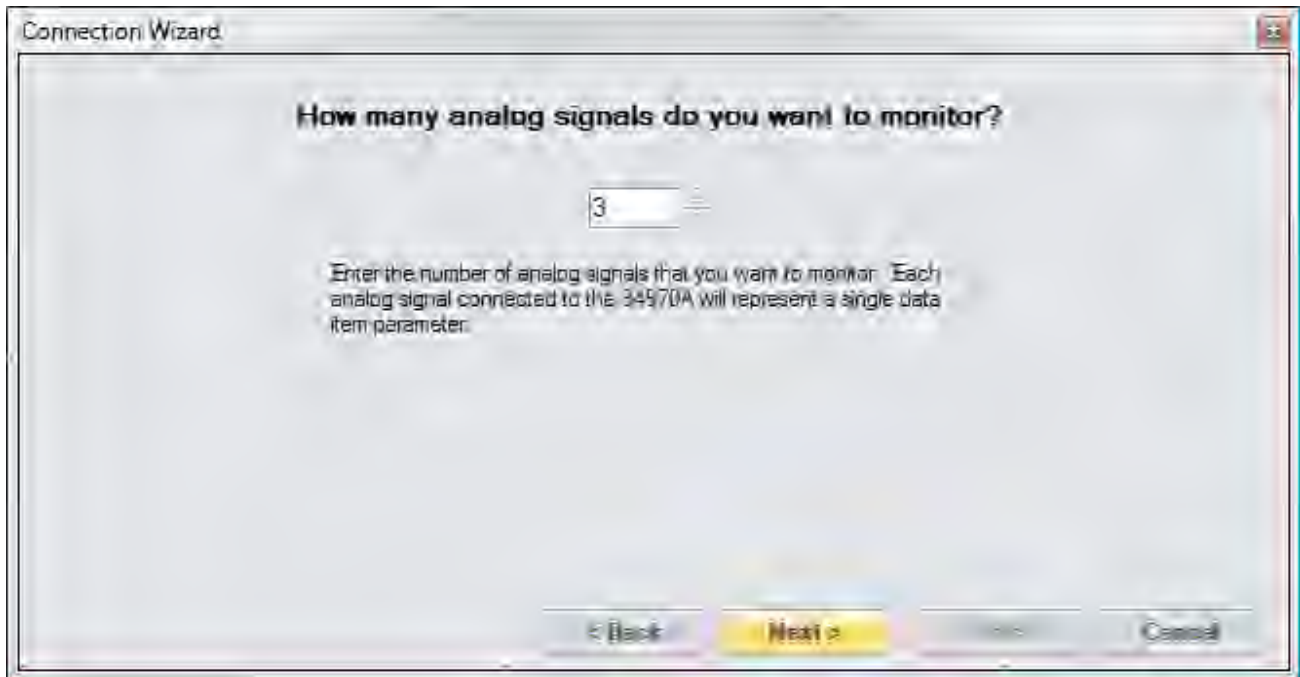 Connection Wizard
How many analog signals do you want to monitor?
3
Enter the number of analog signals that you want to monitor. Each
analog signal connected to the 34970A will represent a single data
item parameter.
< Back
Next >
Cancel